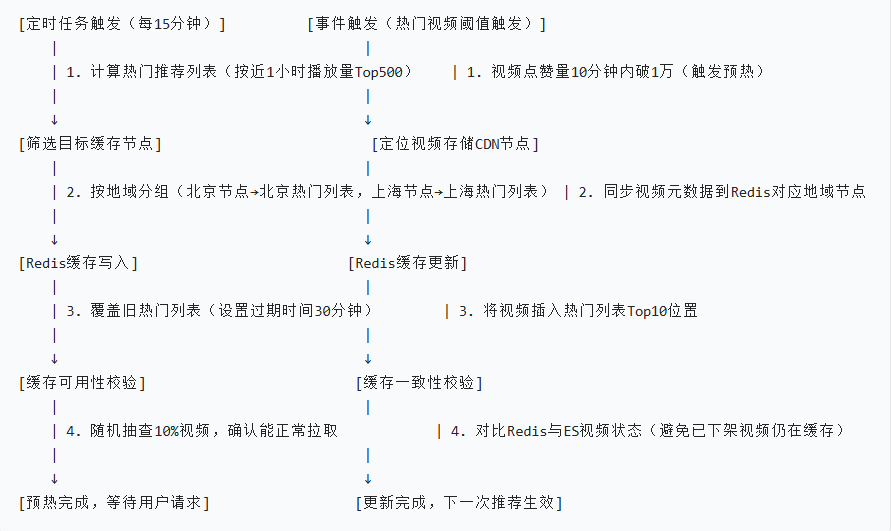 [定时任务触发（每15分钟）] [事件触发（热门视频阈值触发）]
| |
| 1. 计算热门推荐列表（按近1小时播放量Top500） | 1. 视频点赞量10分钟内破1万（触发预热）
| |
↓ ↓
[筛选目标缓存节点] [定位视频存储CDN节点]
| |
| 2. 按地域分组（北京节点→北京热门列表，上海节点→上海热门列表） | 2. 同步视频元数据到Redis对应地域节点
| |
↓ ↓
[Redis缓存写入] [Redis缓存更新]
| |
| 3. 覆盖旧热门列表（设置过期时间30分钟） | 3. 将视频插入热门列表Top10位置
| |
↓ ↓
[缓存可用性校验] [缓存一致性校验]
| |
| 4. 随机抽查10%视频，确认能正常拉取 | 4. 对比Redis与ES视频状态（避免已下架视频仍在缓存）
| |
↓ ↓
[预热完成，等待用户请求] [更新完成，下一次推荐生效]